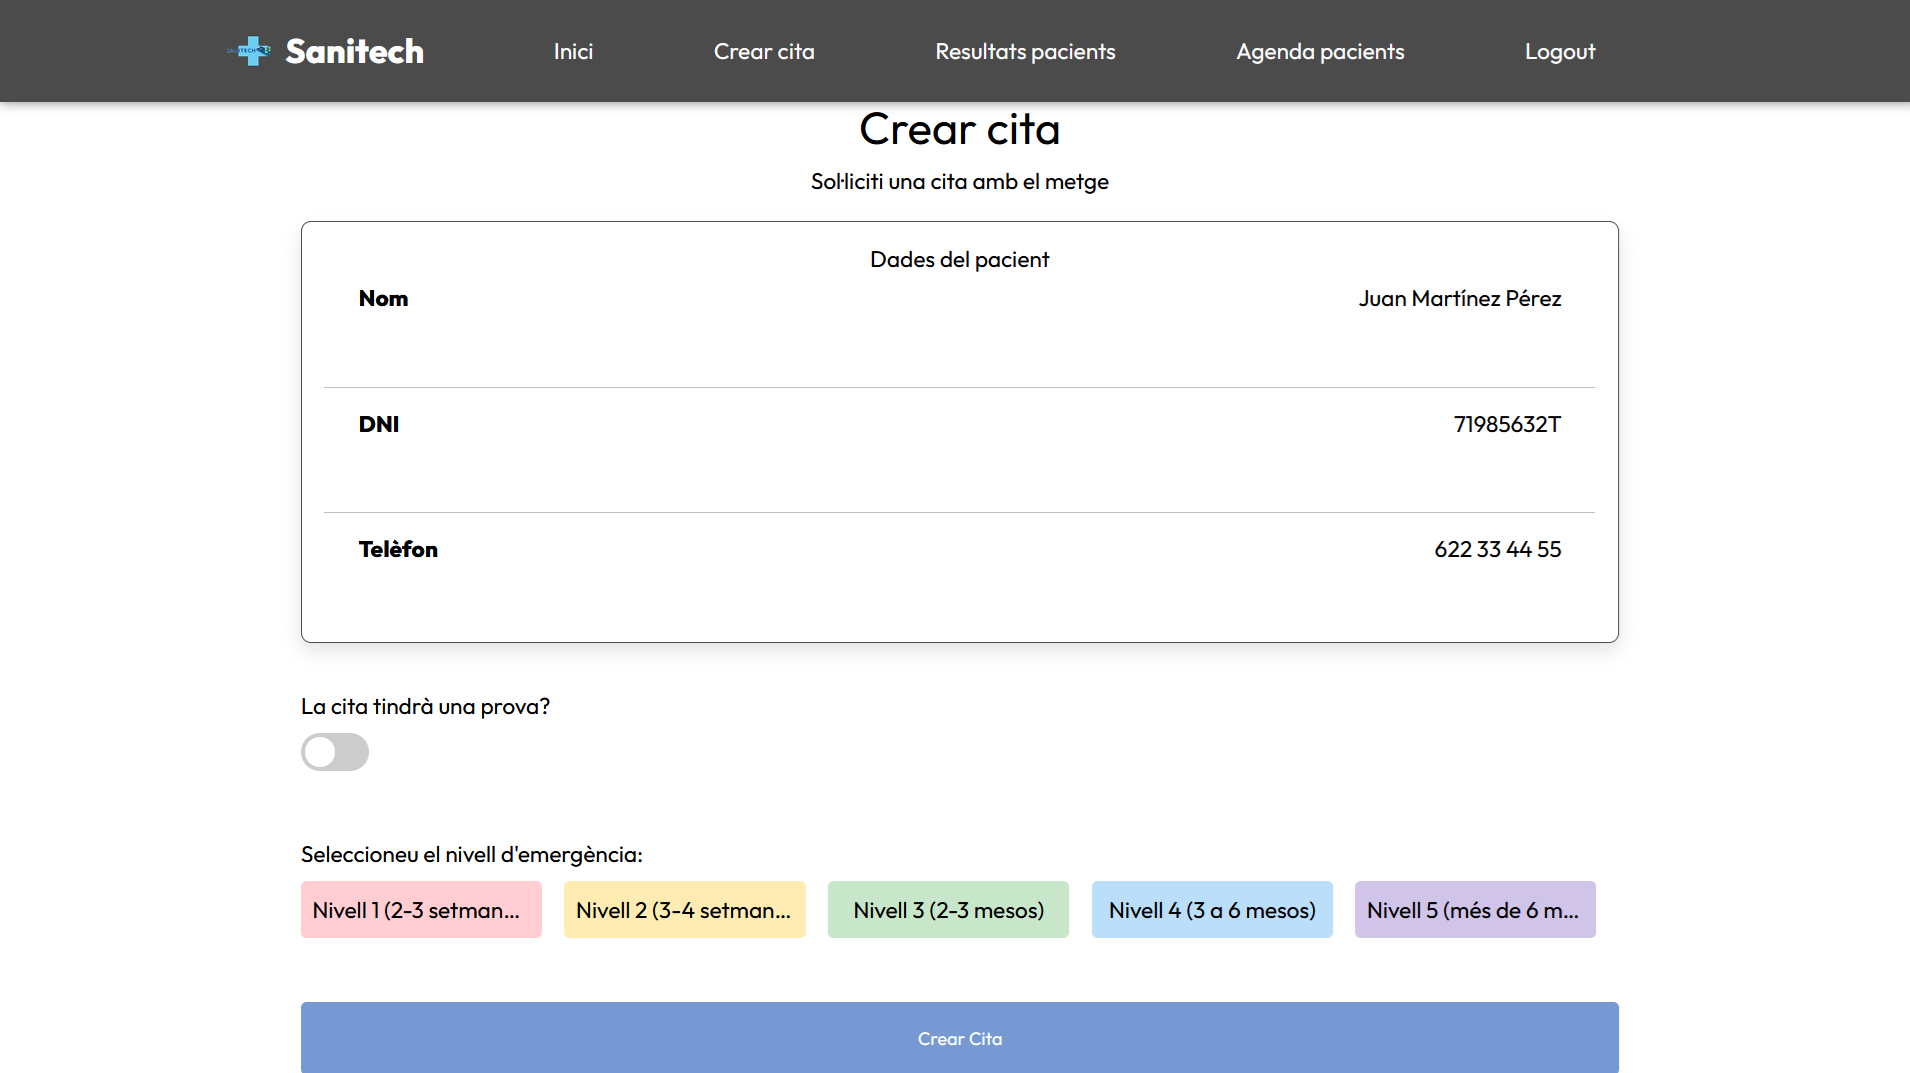 Sanitech
Inici
Crear cita
Resultats pacients
Agenda pacients
Logout
Crear cita
Sol·liciti una cita amb el metge
Dades del pacient
Nom
Juan Martínez Pérez
DNI
71985632T
Telèfon
622 33 44 55
La cita tindrà una prova?
Seleccioneu el nivell d'emergència:
Nivell 1 (2-3 setman...
Nivell 2 (3-4 setman...
Nivell 3 (2-3 mesos)
Nivell 4 (3 a 6 mesos)
Nivell 5 (més de 6 m...
Crear Cita